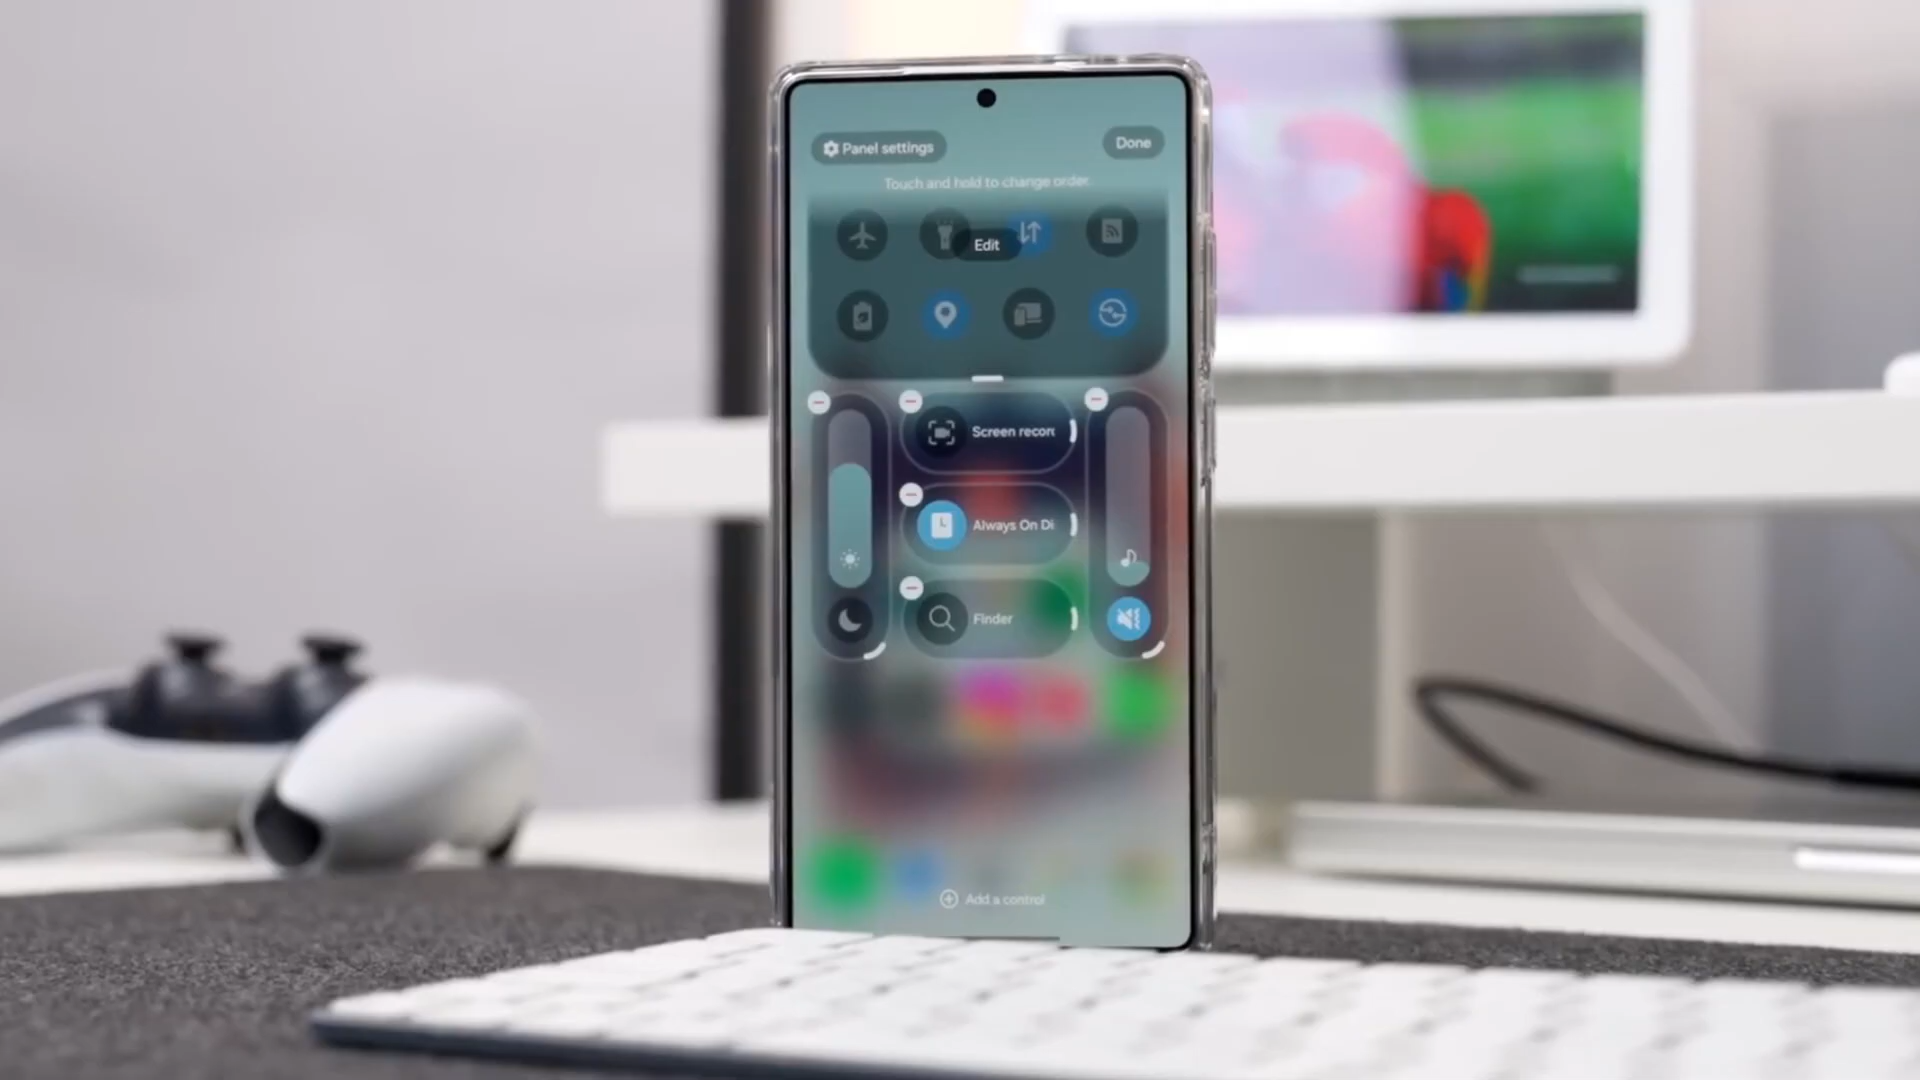 Panel settings
Done
Touch and hold to change order.
Edit
Screen recor
Always On Di
Finder
Add a control